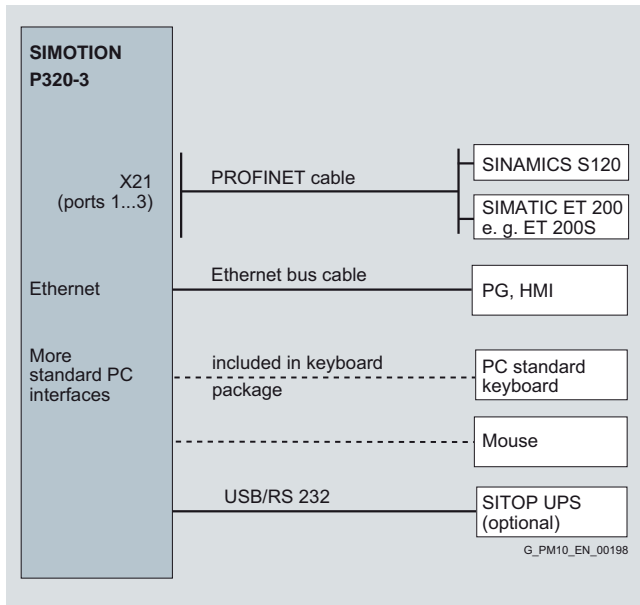 SIMOTION
P320-3
X21
(ports 1...3)
PROFINET cable
SINAMICS S120
SIMATIC ET 200
e. g. ET 200S
Ethernet
Ethernet bus cable
PG, HMI
More
standard PC
interfaces
included in keyboard
package
PC standard
keyboard
Mouse
USB/RS 232
SITOP UPS
(optional)
G_PM10_EN_00198